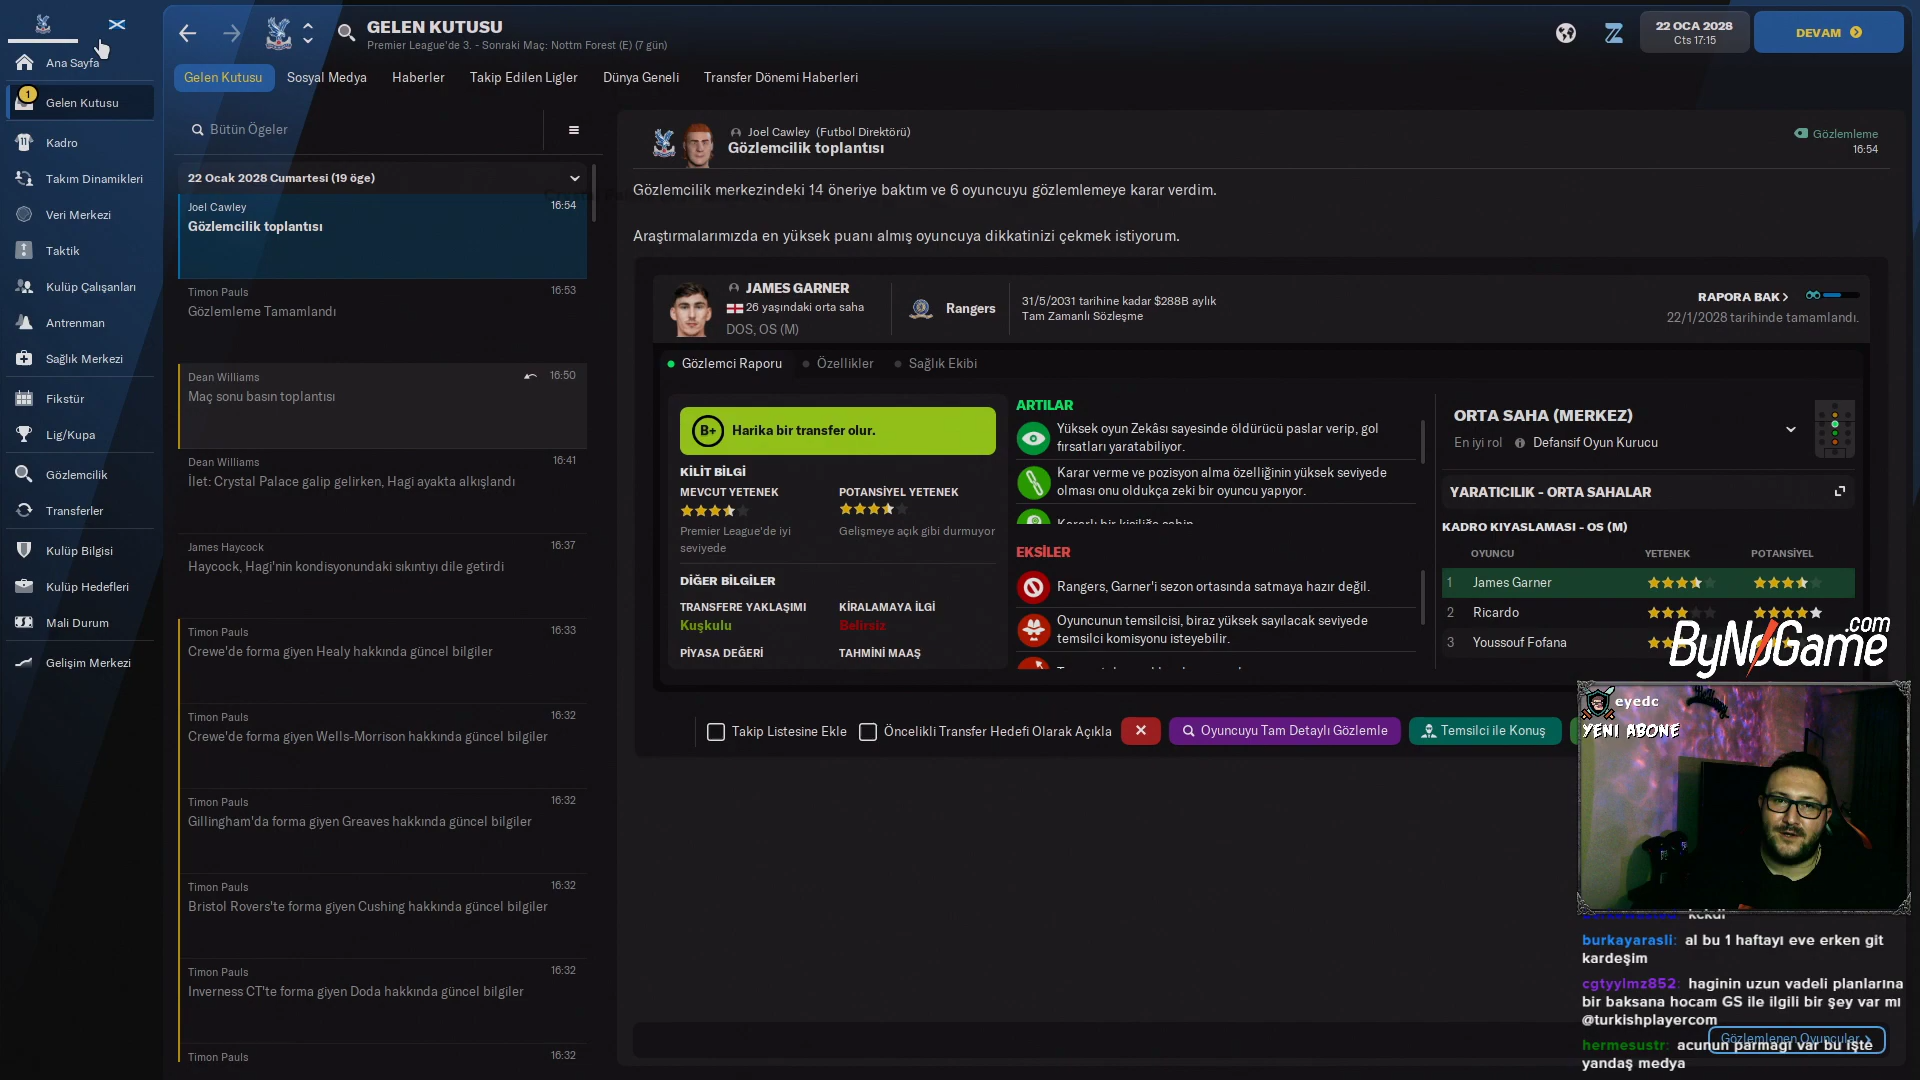 GELEN KUTUSU
Premier League'de 3. - Sonraki Maç: Nottm Forest (E) (7 gün)
22 OCA 2028
Cts 17:15
DEVAM
Ana Sayfa
1
Gelen Kutusu
Kadro
Takım Dinamikleri
Veri Merkezi
Taktik
Kulüp Çalışanları
Antrenman
Sağlık Merkezi
Fikstür
Lig/Kupa
Gözlemcilik
Transferler
Kulüp Bilgisi
Kulüp Hedefleri
Mali Durum
Gelişim Merkezi
Gelen Kutusu
Sosyal Medya
Haberler
Takip Edilen Ligler
Dünya Geneli
Transfer Dönemi Haberleri
Bütün Ögeler
22 Ocak 2028 Cumartesi (19 öge)
Joel Cawley 16:54
Gözlemcilik toplantısı
Timon Pauls 16:53
Gözlemleme Tamamlandı
Dean Williams 16:50
Maç sonu basın toplantısı
Dean Williams 16:41
İlet: Crystal Palace galip gelirken, Hagi ayakta alkışlandı
James Haycock 16:37
Haycock, Hagi'nin kondisyonundaki sıkıntıyı dile getirdi
Timon Pauls 16:33
Crewe'de forma giyen Healy hakkında güncel bilgiler
Timon Pauls 16:32
Crewe'de forma giyen Wells-Morrison hakkında güncel bilgiler
Timon Pauls 16:32
Gillingham'da forma giyen Greaves hakkında güncel bilgiler
Timon Pauls 16:32
Bristol Rovers'te forma giyen Cushing hakkında güncel bilgiler
Timon Pauls 16:32
Inverness CT'te forma giyen Doda hakkında güncel bilgiler
Timon Pauls 16:32
Joel Cawley (Futbol Direktörü)
Gözlemcilik toplantısı
Gözlemleme
16:54
Gözlemcilik merkezindeki 14 öneriye baktım ve 6 oyuncuyu gözlemlemeye karar verdim.
Araştırmalarımızda en yüksek puanı almış oyuncuya dikkatinizi çekmek istiyorum.
JAMES GARNER
26 yaşındaki orta saha
DOS, OS (M)
Rangers
31/5/2031 tarihine kadar $288B aylık
Tam Zamanlı Sözleşme
RAPORA BAK
22/1/2028 tarihinde tamamlandı.
Gözlemci Raporu
Özellikler
Sağlık Ekibi
B+ Harika bir transfer olur.
KİLİT BİLGİ
MEVCUT YETENEK
POTANSİYEL YETENEK
Premier League'de iyi
seviyede
Gelişmeye açık gibi durmuyor
DİĞER BİLGİLER
TRANSFERE YAKLAŞIMI
KİRALAMAYA İLGİ
Kuşkulu
Belirsiz
PİYASA DEĞERİ
TAHMİNİ MAAŞ
ARTILAR
Yüksek oyun Zekâsı sayesinde öldürücü paslar verip, gol
fırsatları yaratabiliyor.
Karar verme ve pozisyon alma özelliğinin yüksek seviyede
olması onu oldukça zeki bir oyuncu yapıyor.
Kararlı bir kişiliğe sahip
EKSİLER
Rangers, Garner'i sezon ortasında satmaya hazır değil.
Oyuncunun temsilcisi, biraz yüksek sayılacak seviyede
temsilci komisyonu isteyebilir.
ORTA SAHA (MERKEZ)
En iyi rol Defansif Oyun Kurucu
YARATICILIK - ORTA SAHALAR
KADRO KIYASLAMASI - OS (M)
OYUNCU YETENEK POTANSİYEL
1 James Garner
2 Ricardo
3 Youssouf Fofana
ByNoGame
.com
Takip Listesine Ekle
Öncelikli Transfer Hedefi Olarak Açıkla
Oyuncuyu Tam Detaylı Gözlemle
Temsilci ile Konuş
eyedc
YENI ABONE
burkayarasli: al bu 1 haftayı eve erken git
kardeşim
cgtyylmz852: haginin uzun vadeli planlarına
bir baksana hocam GS ile ilgili bir şey var mı
@turkishplayercom
Gözlemlenen Oyuncular
hermesustr: acunun parmağı var bu işte
yandaş medya